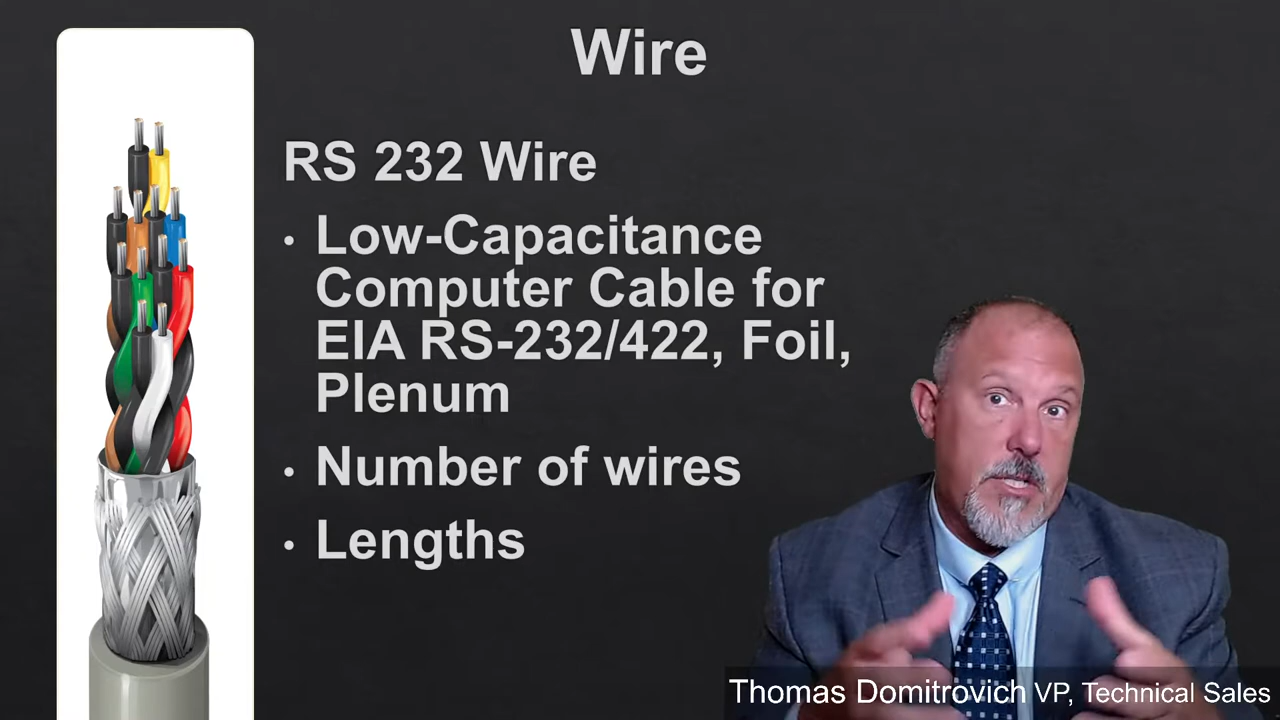 Wire
RS 232 Wire
• Low-Capacitance
Computer Cable for
EIA RS-232/422, Foil,
Plenum
• Number of wires
• Lengths
Thomas Domitrovich VP, Technical Sales